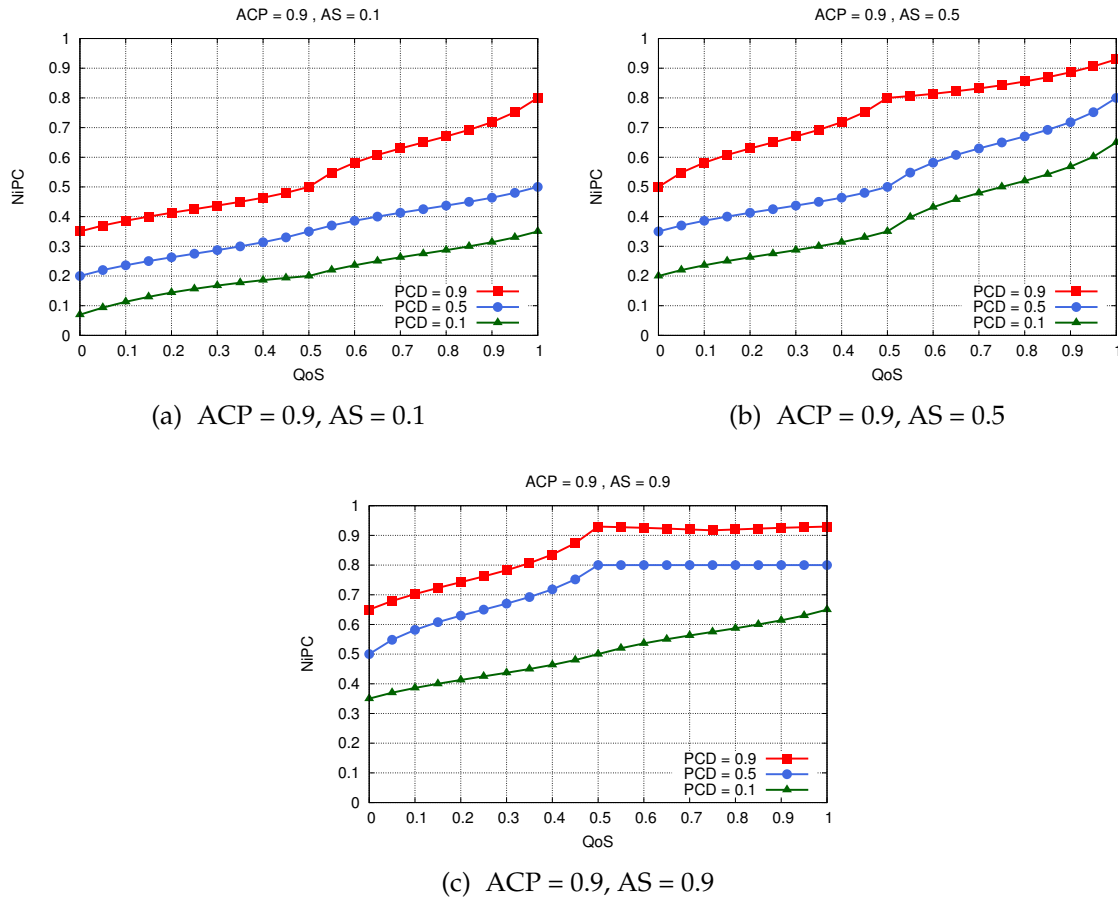 ACP = 0.9 , AS = 0.1
1
0.9
0.8
0.7
0.6
0.5
0.4
0.3
0.2
0.1
0
NiPC
PCD = 0.9
PCD = 0.5
PCD = 0.1
0 0.1 0.2 0.3 0.4 0.5 0.6 0.7 0.8 0.9 1
QoS
(a) ACP = 0.9, AS = 0.1
ACP = 0.9 , AS = 0.5
1
0.9
0.8
0.7
0.6
0.5
0.4
0.3
0.2
0.1
0
NiPC
PCD = 0.9
PCD = 0.5
PCD = 0.1
0 0.1 0.2 0.3 0.4 0.5 0.6 0.7 0.8 0.9 1
QoS
(b) ACP = 0.9, AS = 0.5
ACP = 0.9 , AS = 0.9
1
0.9
0.8
0.7
0.6
0.5
0.4
0.3
0.2
0.1
0
NiPC
PCD = 0.9
PCD = 0.5
PCD = 0.1
0 0.1 0.2 0.3 0.4 0.5 0.6 0.7 0.8 0.9 1
QoS
(c) ACP = 0.9, AS = 0.9